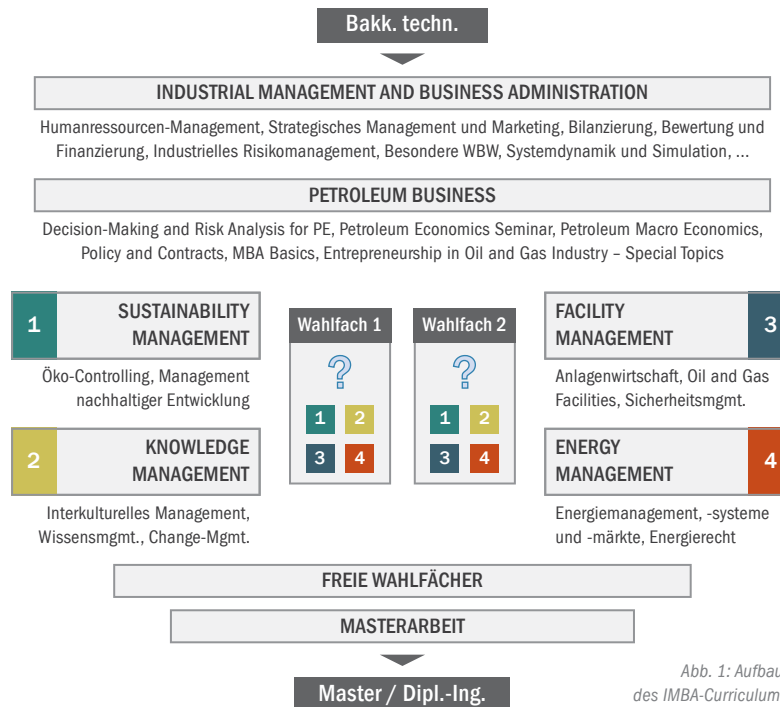 Bakk. techn.
INDUSTRIAL MANAGEMENT AND BUSINESS ADMINISTRATION
Humanressourcen-Management, Strategisches Management und Marketing, Bilanzierung, Bewertung und
Finanzierung, Industrielles Risikomanagement, Besondere WBW, Systemdynamik und Simulation, ...
PETROLEUM BUSINESS
Decision-Making and Risk Analysis for PE, Petroleum Economics Seminar, Petroleum Macro Economics,
Policy and Contracts, MBA Basics, Entrepreneurship in Oil and Gas Industry – Special Topics
1
SUSTAINABILITY
MANAGEMENT
Öko-Controlling, Management
nachhaltiger Entwicklung
2
KNOWLEDGE
MANAGEMENT
Interkulturelles Management,
Wissensmgmt., Change-Mgmt.
Wahlfach 1
?
1 2
3 4
Wahlfach 2
?
1 2
3 4
FACILITY
MANAGEMENT
3
Anlagenwirtschaft, Oil and Gas
Facilities, Sicherheitsmgmt.
ENERGY
MANAGEMENT
4
Energiemanagement, -systeme
und -märkte, Energierecht
FREIE WAHLFÄCHER
MASTERARBEIT
Master / Dipl.-Ing.
Abb. 1: Aufbau
des IMBA-Curriculum